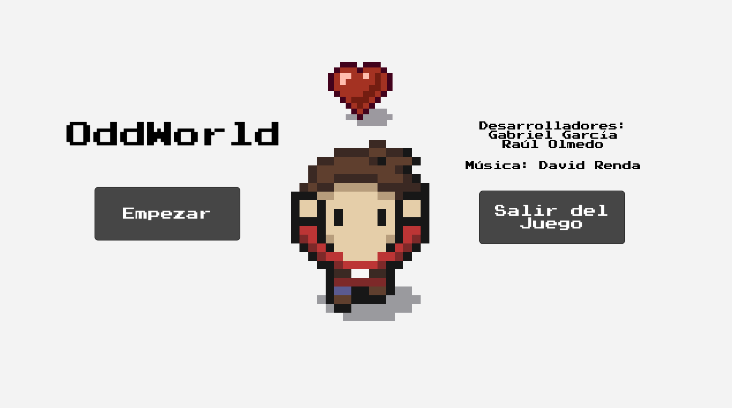 OddWorld
Empezar
Desarrolladores:
Gabriel García
Raúl Olmedo
Música: David Renda
Salir del
Juego